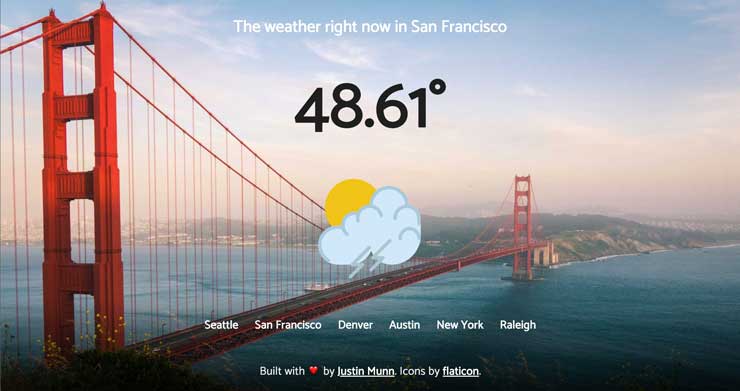 The weather right now in San Francisco
48.61°
Seattle San Francisco Denver Austin New York Raleigh
Built with ❤️ by Justin Munn. Icons by flaticon.